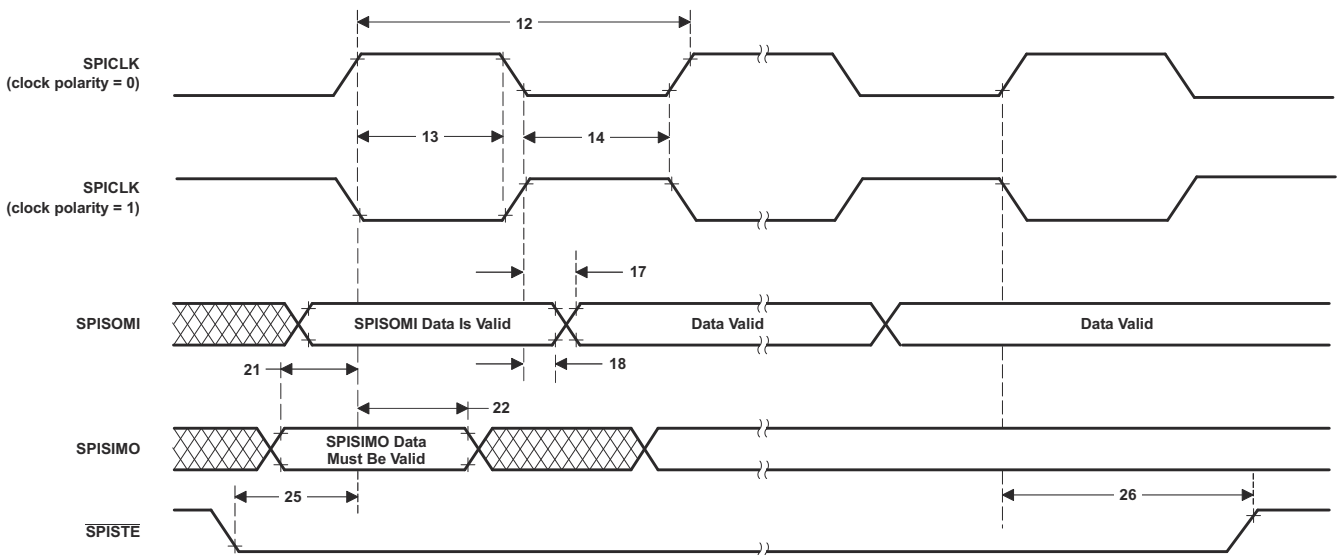 12
SPICLK
(clock polarity = 0)
13
14
SPICLK
(clock polarity = 1)
17
SPISOMI
SPISOMI Data Is Valid
Data Valid
Data Valid
21
18
22
SPISIMO
SPISIMO Data
Must Be Valid
25
26
SPISTE